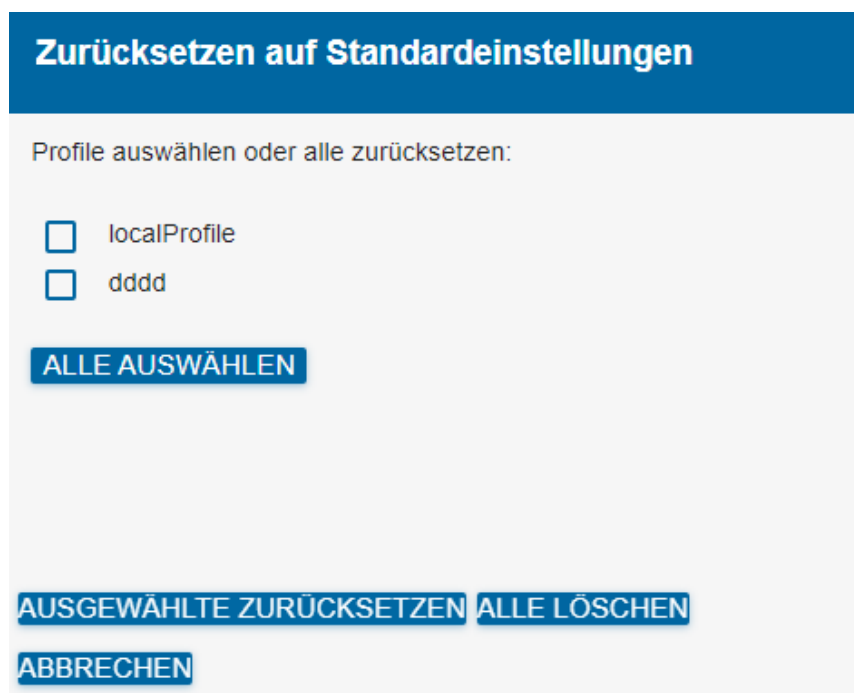 Zurücksetzen auf Standardeinstellungen
Profile auswählen oder alle zurücksetzen:
localProfile
dddd
ALLE AUSWÄHLEN
AUSGEWÄHLTE ZURÜCKSETZEN ALLE LÖSCHEN
ABBRECHEN